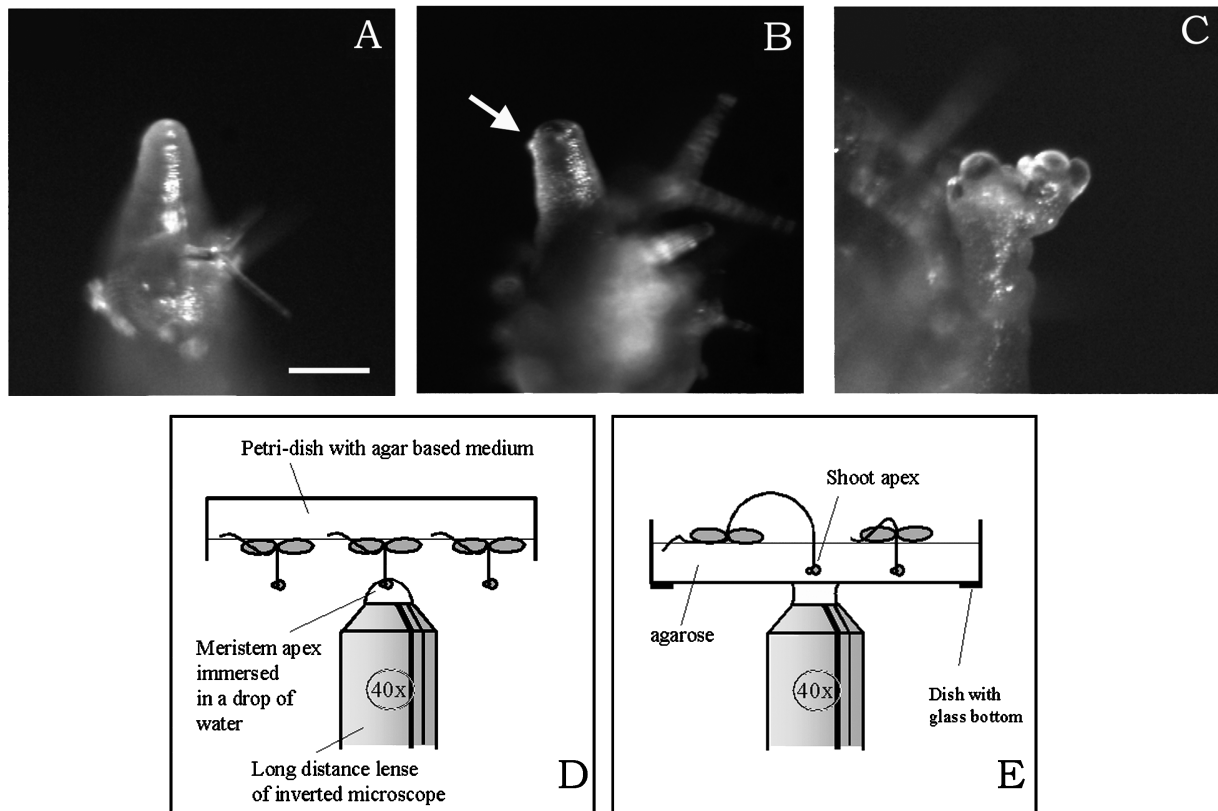 A
B
C
Petri-dish with agar based medium
Meristem apex
immersed
in a drop of
water
40x
Long distance lense
of inverted microscope
D
Shoot apex
agarose
40x
Dish with
glass bottom
E